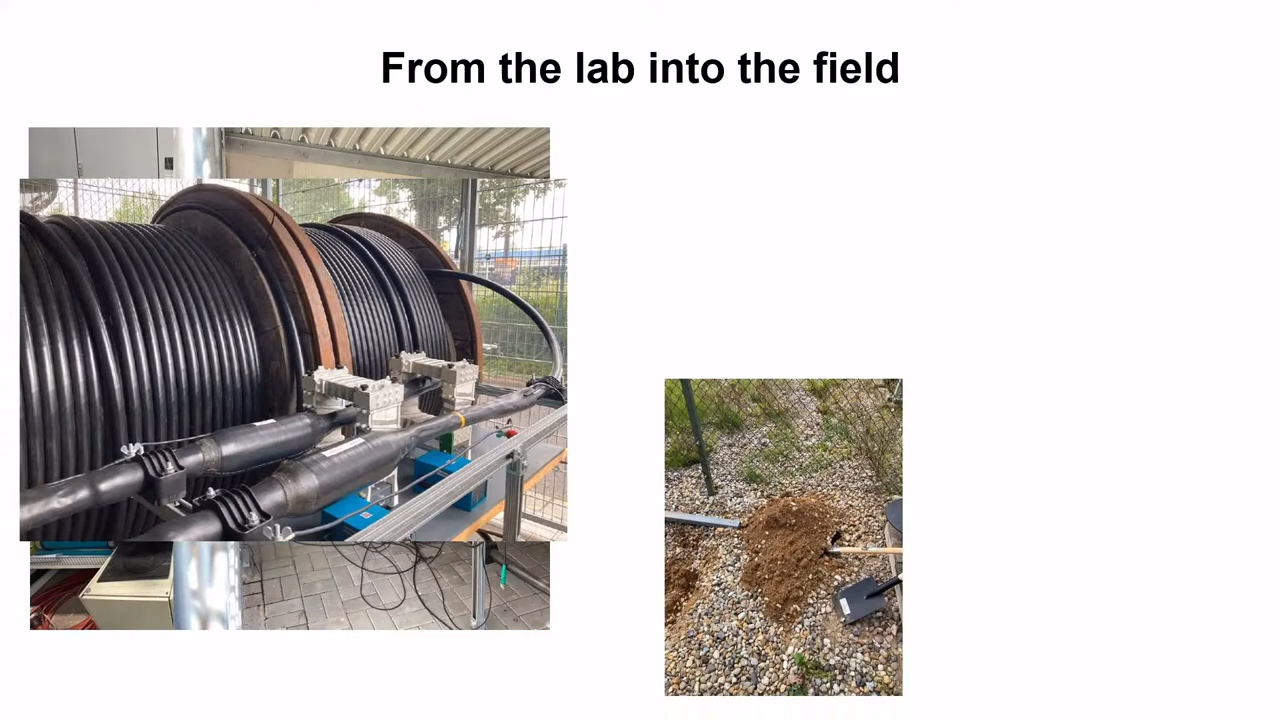 From the lab into the field